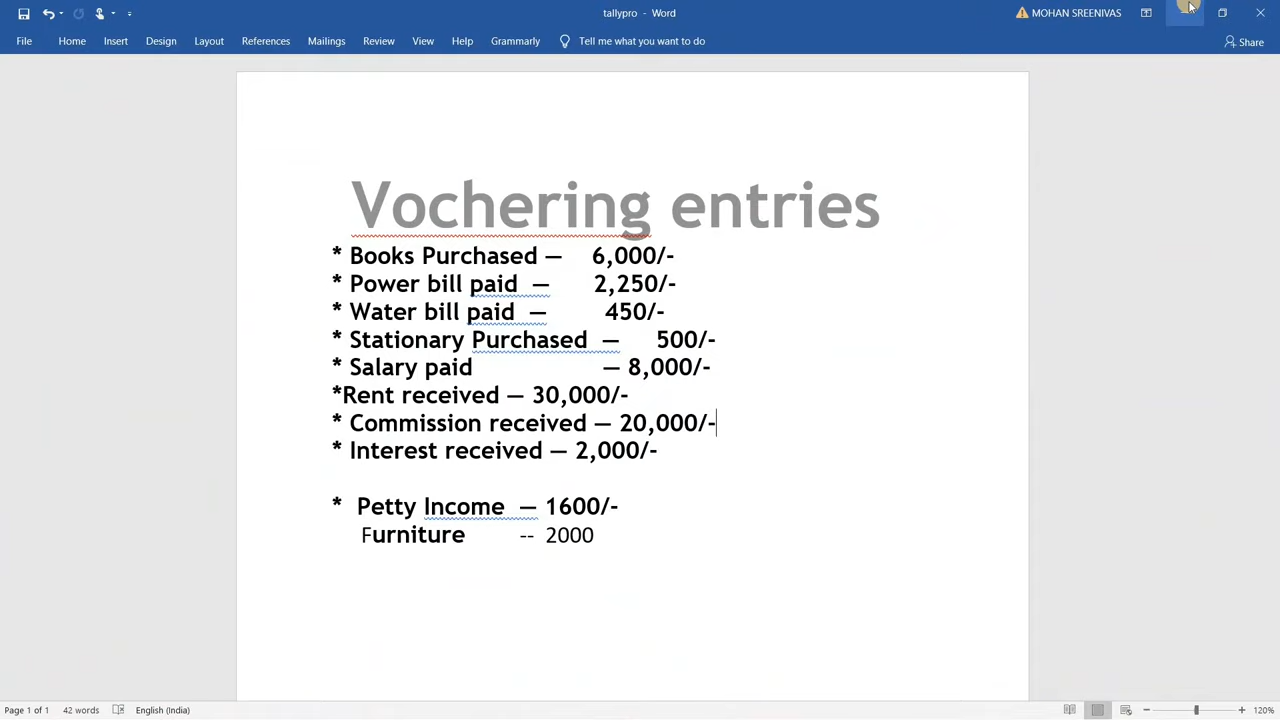 tallypro - Word
MOHAN SREENIVAS
File Home Insert Design Layout References Mailings Review View Help Grammarly Tell me what you want to do
Share
Vochering entries
* Books Purchased – 6,000/-
* Power bill paid – 2,250/-
* Water bill paid – 450/-
* Stationary Purchased – 500/-
* Salary paid – 8,000/-
*Rent received – 30,000/-
* Commission received – 20,000/-
* Interest received – 2,000/-
* Petty Income – 1600/-
Furniture -- 2000
Page 1 of 1 42 words English (India) 120%